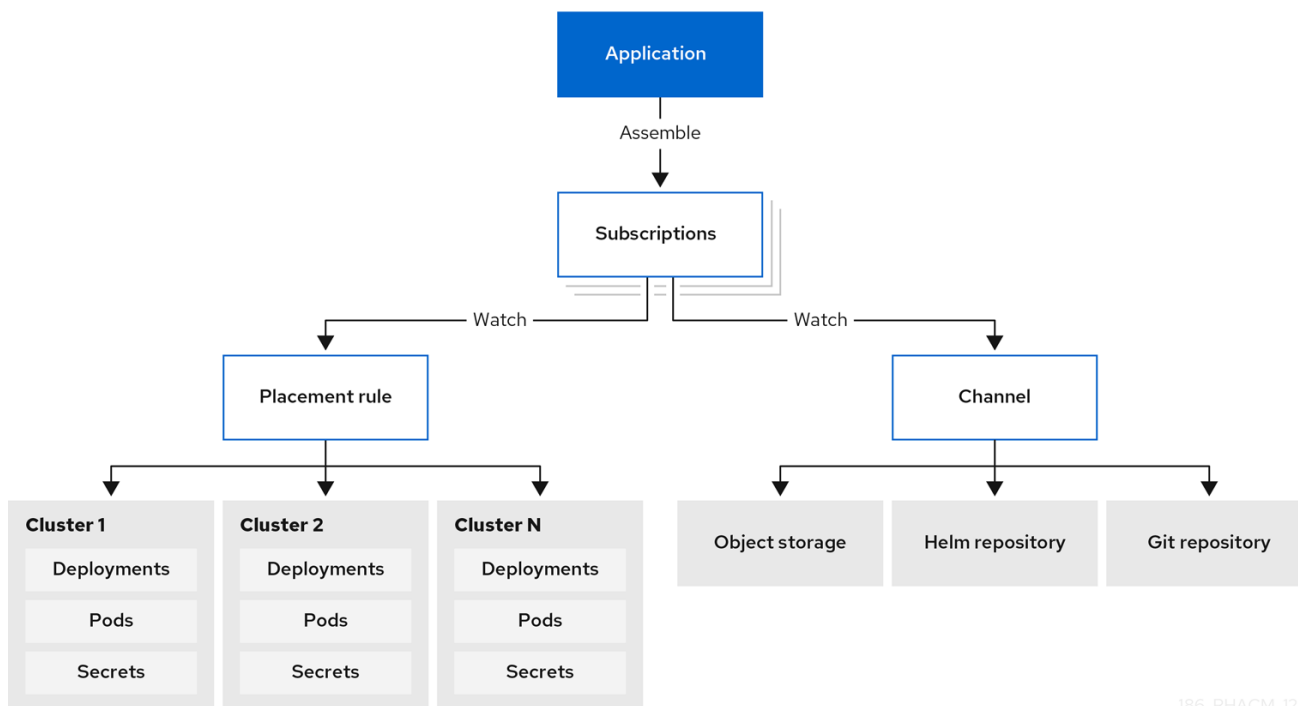 Application
Assemble
Subscriptions
Watch
Watch
Placement rule
Channel
Cluster 1
Deployments
Pods
Secrets
Cluster 2
Deployments
Pods
Secrets
Cluster N
Deployments
Pods
Secrets
Object storage
Helm repository
Git repository